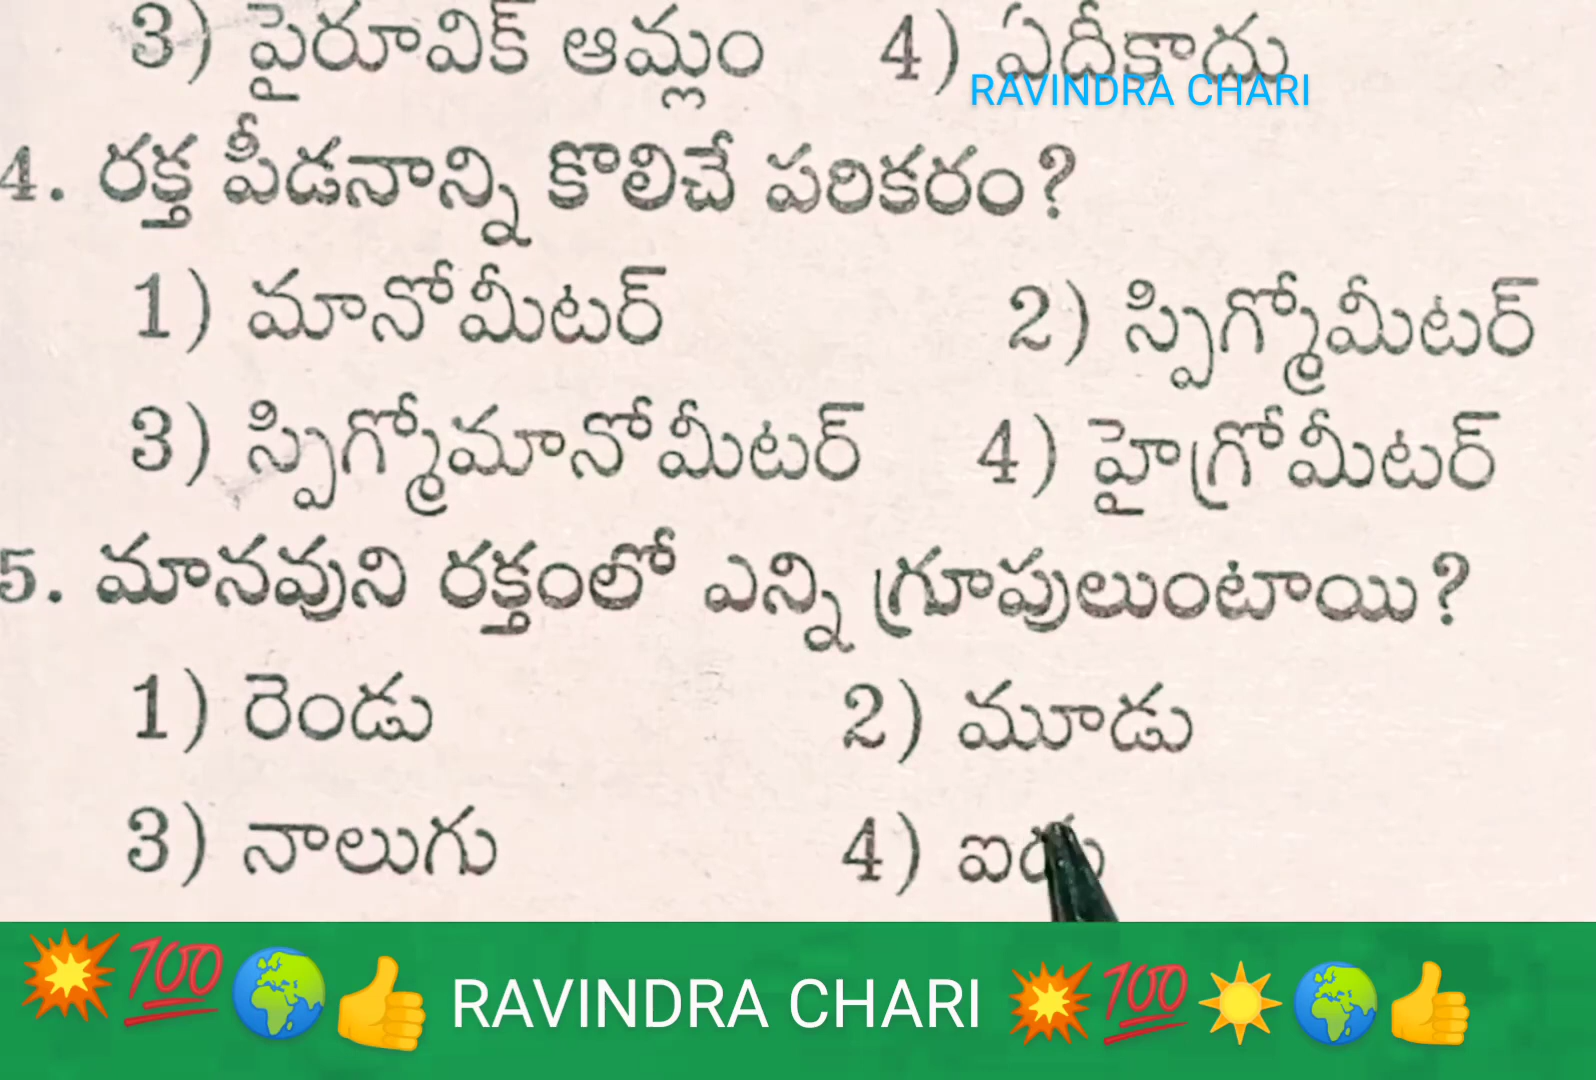 3) పైరూవిక్ ఆమ్లం 4) ఏదీకాదు
RAVINDRA CHARI
4. రక్త పీడనాన్ని కొలిచే పరికరం?
1) మానోమీటర్ 2) స్పిగ్మోమీటర్
3) స్పిగ్మోమానోమీటర్ 4) హైగ్రోమీటర్
5. మానవుని రక్తంలో ఎన్ని గ్రూపులుంటాయి?
1) రెండు 2) మూడు
3) నాలుగు 4) ఐదు
💥💯🌍👍 RAVINDRA CHARI 💥💯☀️🌍👍